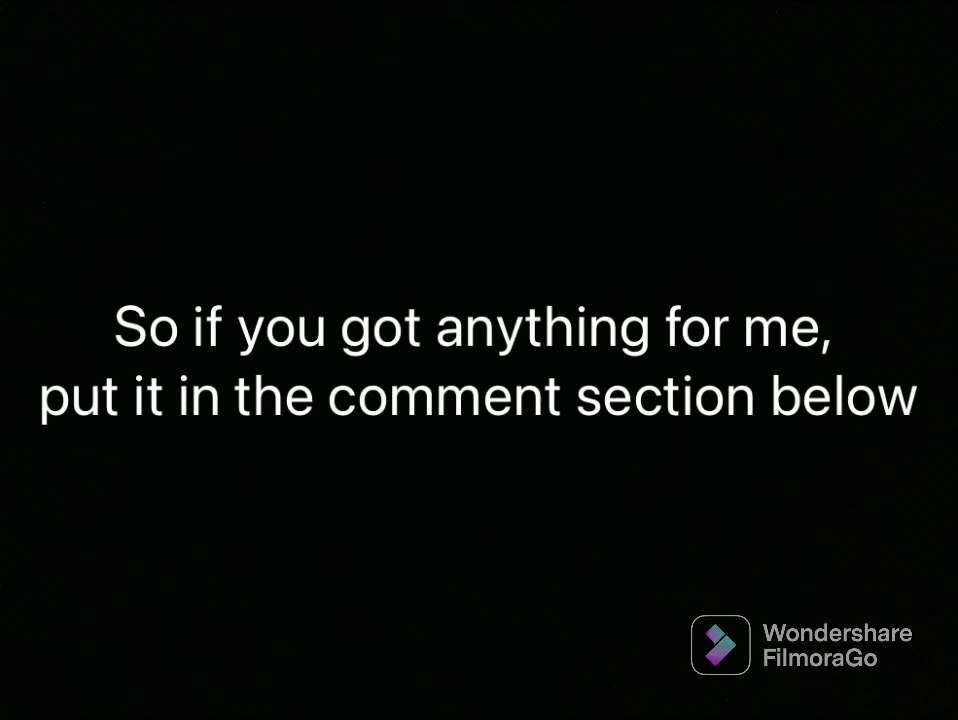 So if you got anything for me,
put it in the comment section below
Wondershare
FilmoraGo